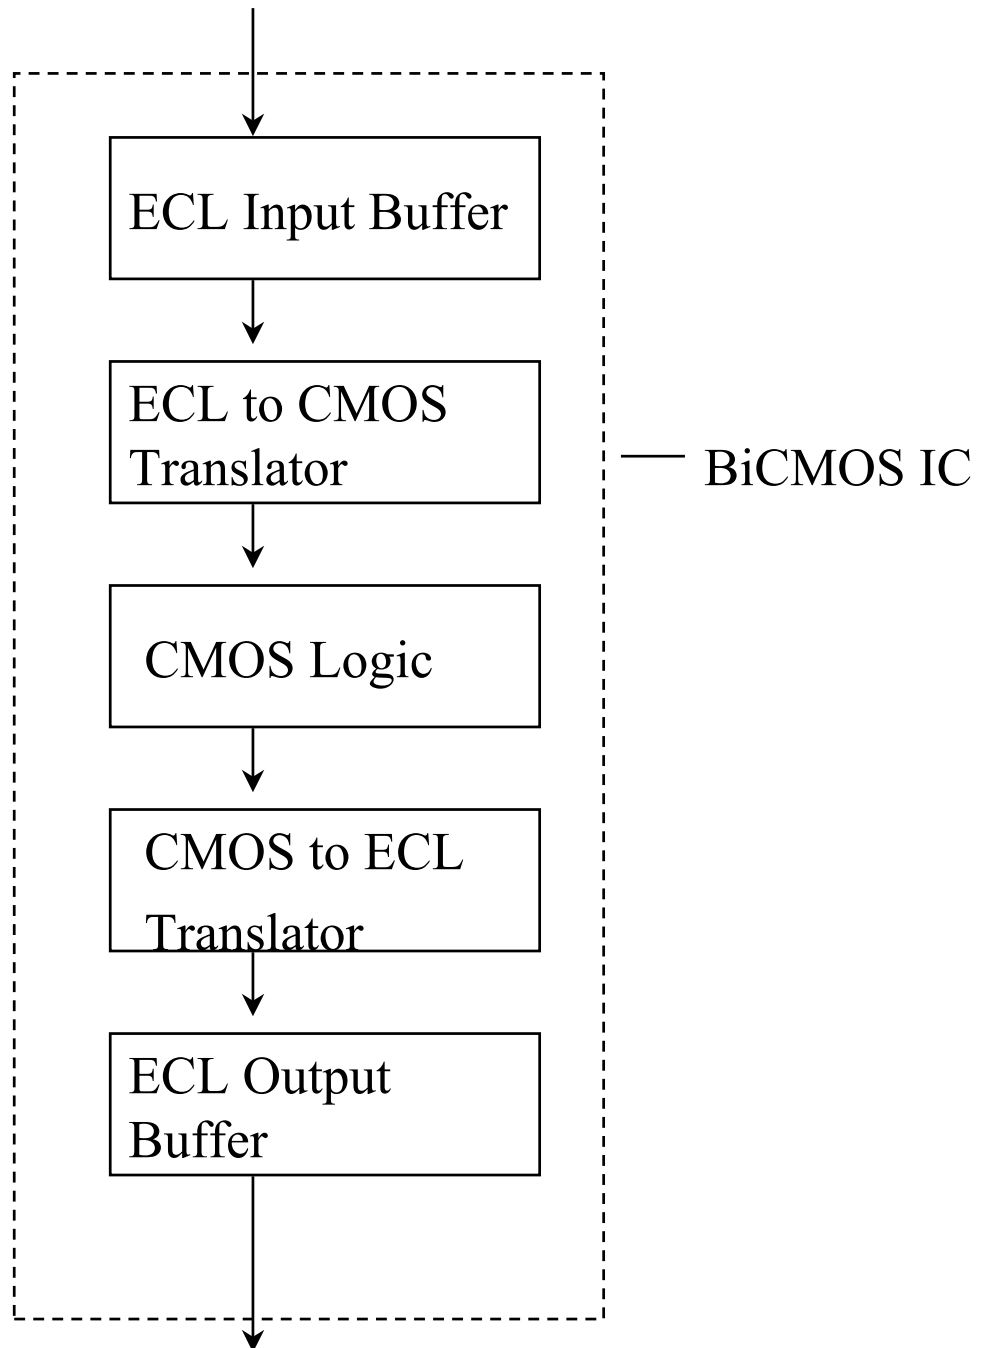 ECL Input Buffer
ECL to CMOS
Translator
BiCMOS IC
CMOS Logic
CMOS to ECL
Translator
ECL Output
Buffer